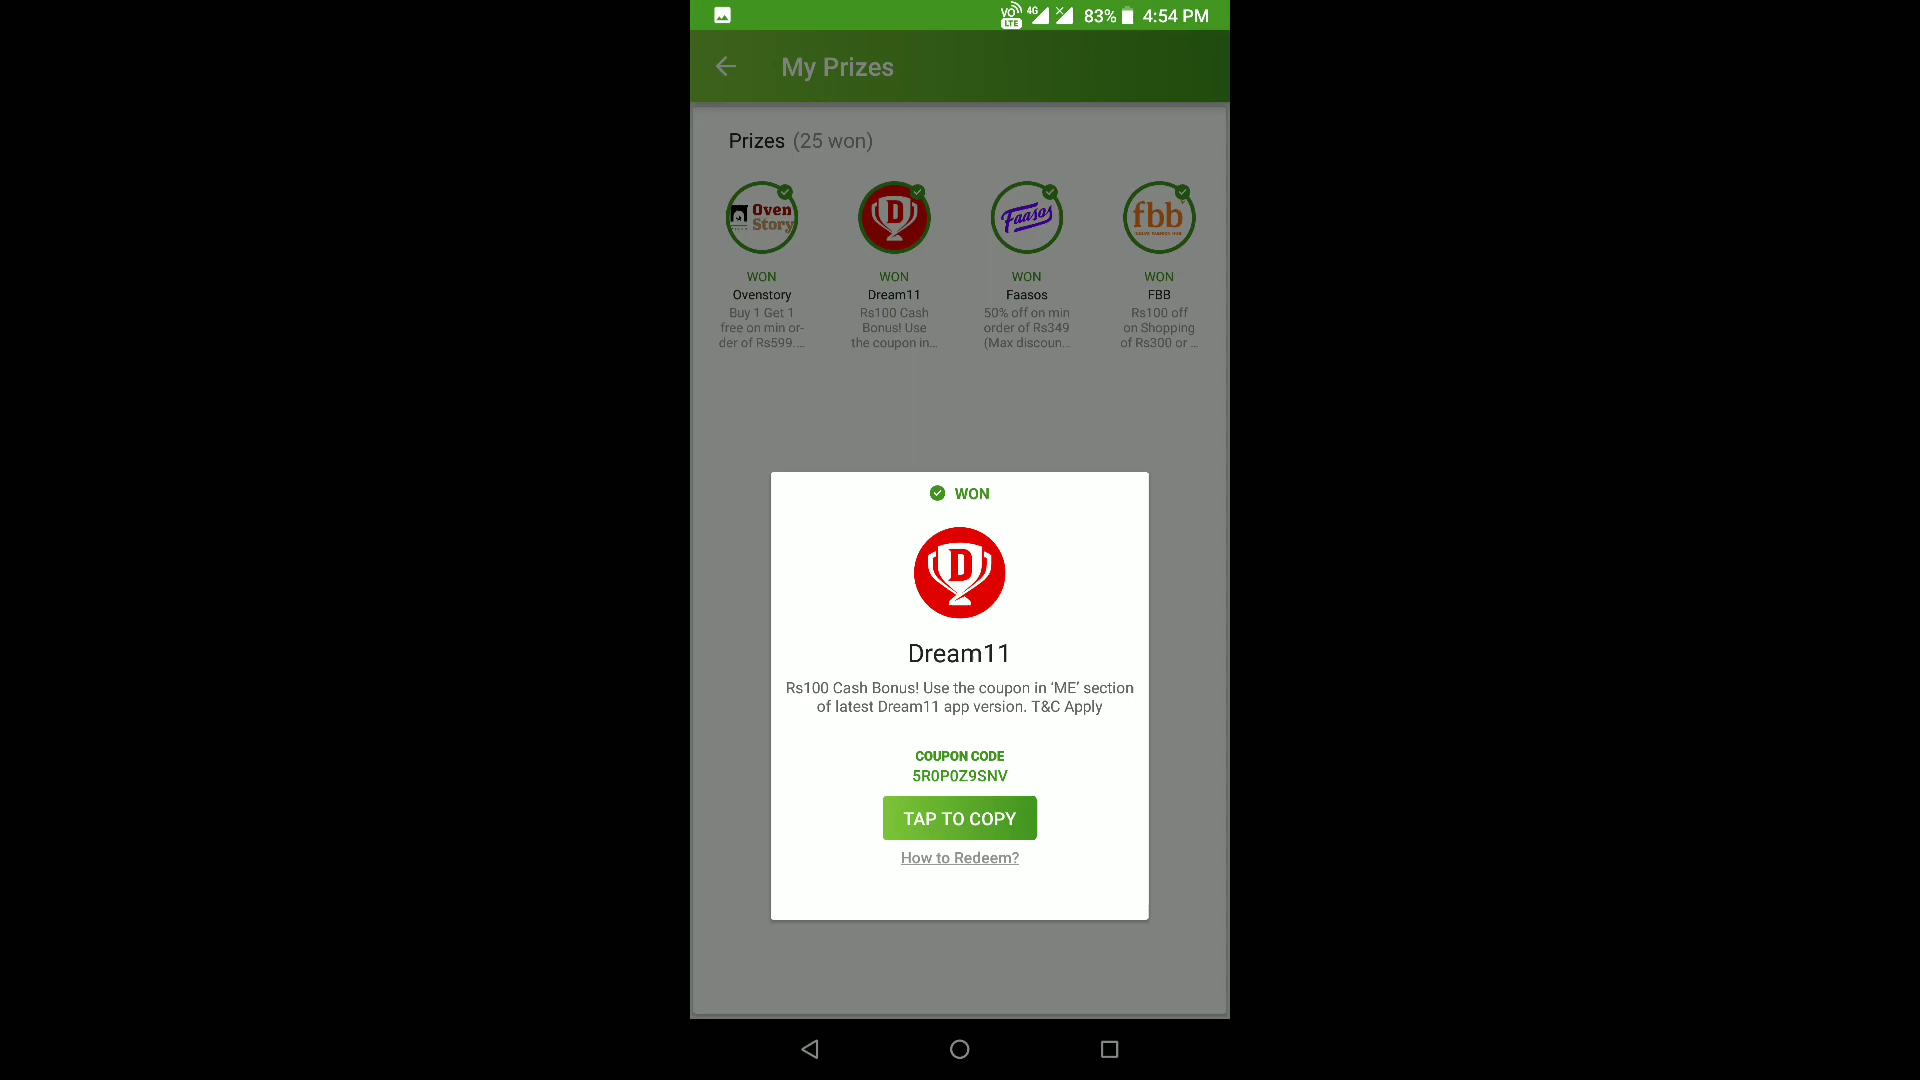 VO LTE 4G 83% 4:54 PM
My Prizes
Prizes (25 won)
Oven Story
D
Faasos
fbb
WON
Ovenstory
Buy 1 Get 1
free on min or-
der of Rs599....
WON
Dream11
Rs100 Cash
Bonus! Use
the coupon in...
WON
Faasos
50% off on min
order of Rs349
(Max discoun...
WON
FBB
Rs100 off
on Shopping
of Rs300 or ...
WON
D
Dream11
Rs100 Cash Bonus! Use the coupon in ‘ME’ section
of latest Dream11 app version. T&C Apply
COUPON CODE
5R0P0Z9SNV
TAP TO COPY
How to Redeem?